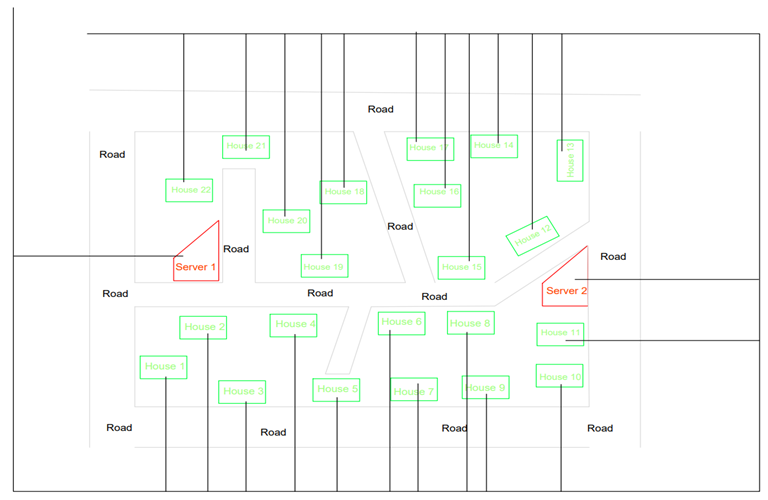 Road
House 21
House 17
House 14
House 13
Road
House 22
House 18
House 16
House 20
Road
House 12
Road
Road
Server 1
House 19
House 15
Server 2
Road
Road
Road
House 2
House 4
House 6
House 8
House 11
House 1
House 3
House 5
House 7
House 9
House 10
Road
Road
Road
Road